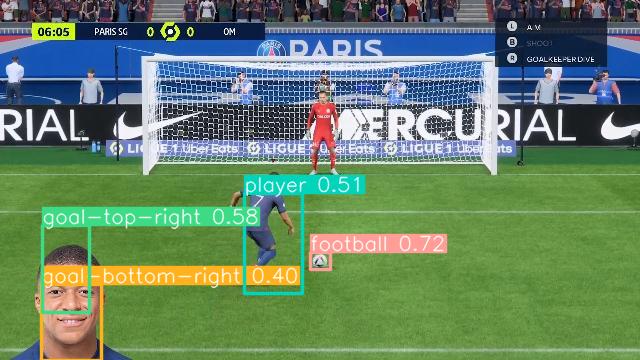 06:05 PARIS SG 0 0 OM
L AIM
B SHOOT
R GOALKEEPER DIVE
PARIS
RIAL MERCURIAL
LIGUE 1 Uber Eats LIGUE 1 Uber Eats LIGUE 1 Uber Eats
player 0.51
7
goal-top-right 0.58
football 0.72
goal-bottom-right 0.40